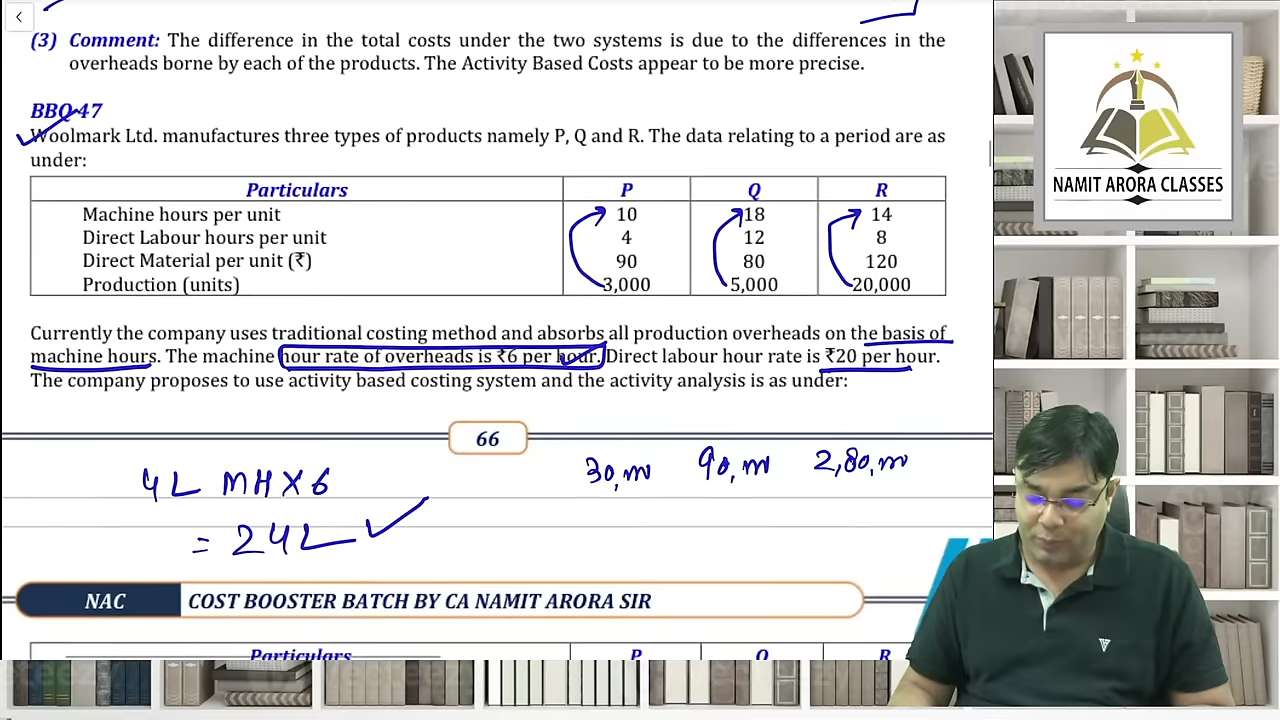 (3) Comment: The difference in the total costs under the two systems is due to the differences in the
overheads borne by each of the products. The Activity Based Costs appear to be more precise.
BBQ 47
Woolmark Ltd. manufactures three types of products namely P, Q and R. The data relating to a period are as
under:
Particulars P Q R
Machine hours per unit 10 18 14
Direct Labour hours per unit 4 12 8
Direct Material per unit (₹) 90 80 120
Production (units) 3,000 5,000 20,000
Currently the company uses traditional costing method and absorbs all production overheads on the basis of
machine hours. The machine hour rate of overheads is ₹6 per hour. Direct labour hour rate is ₹20 per hour.
The company proposes to use activity based costing system and the activity analysis is as under:
66
30,m 90,m 2,80,m
4L MHX6
= 24L
NAC COST BOOSTER BATCH BY CA NAMIT ARORA SIR
Particulars P Q R
NAMIT ARORA CLASSES